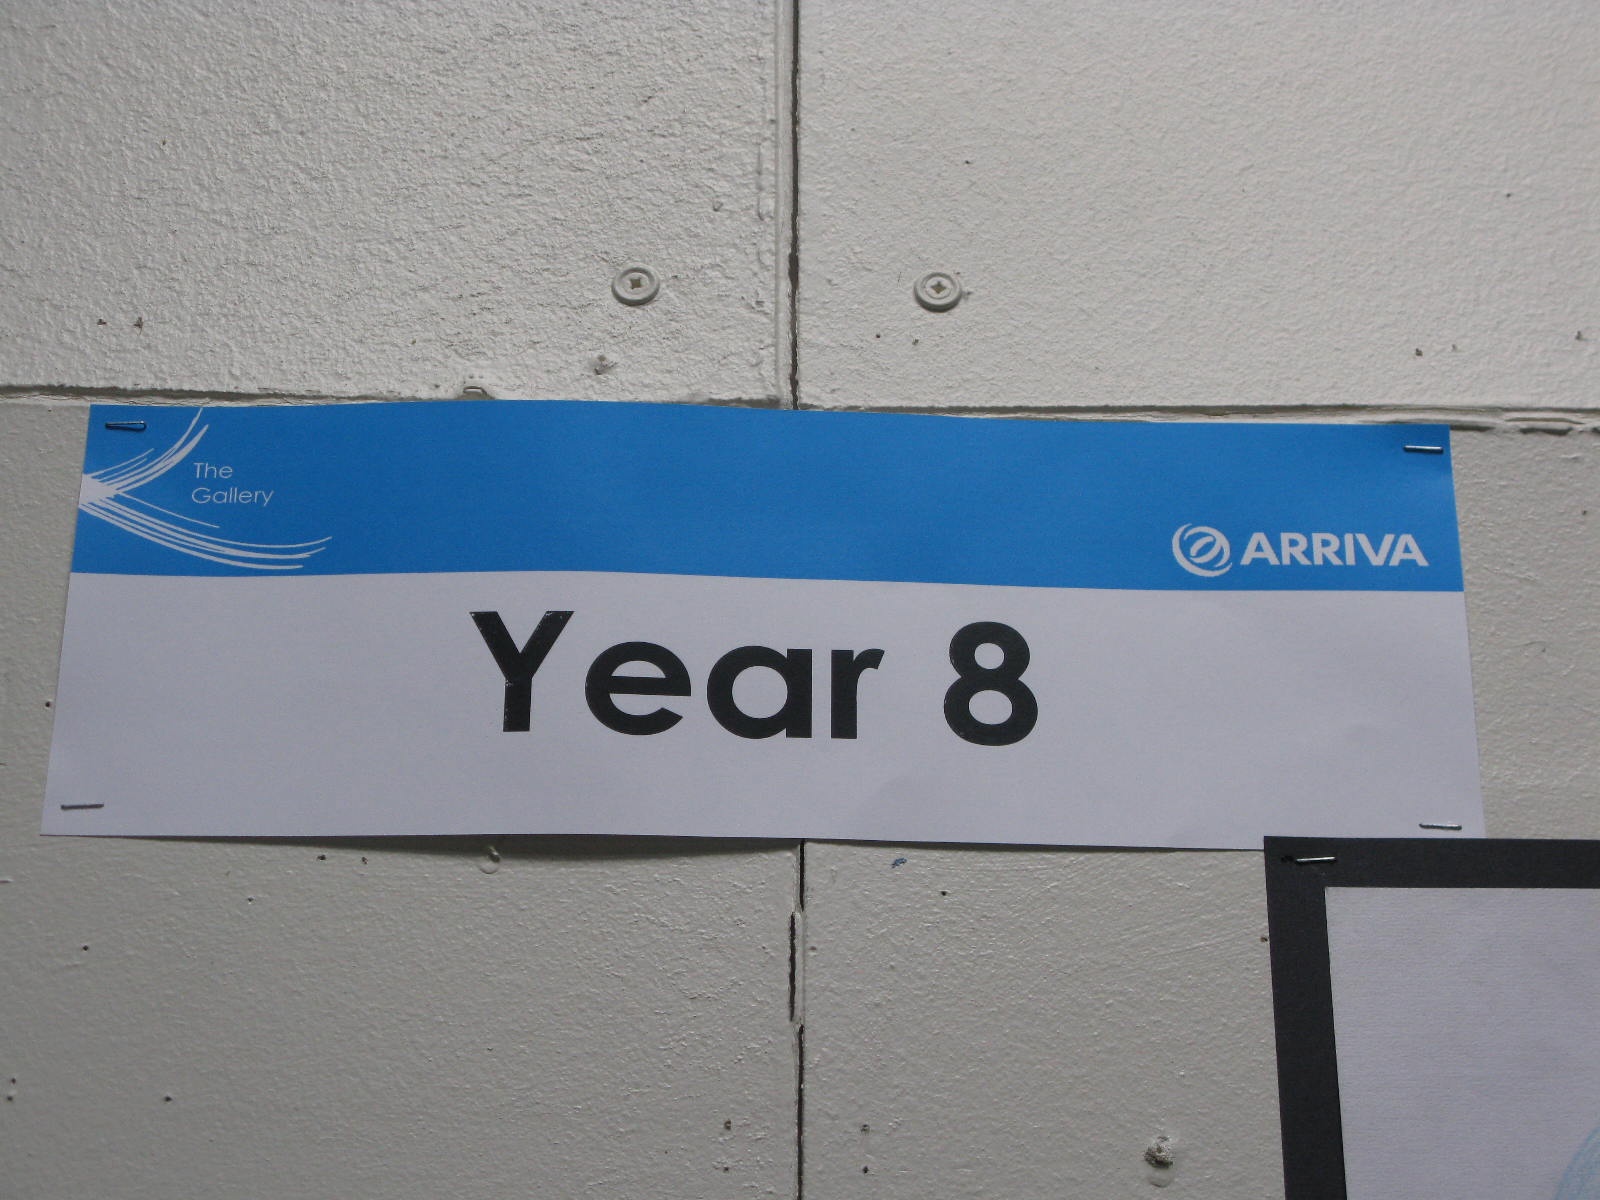 The
Gallery
ARRIVA
Year 8